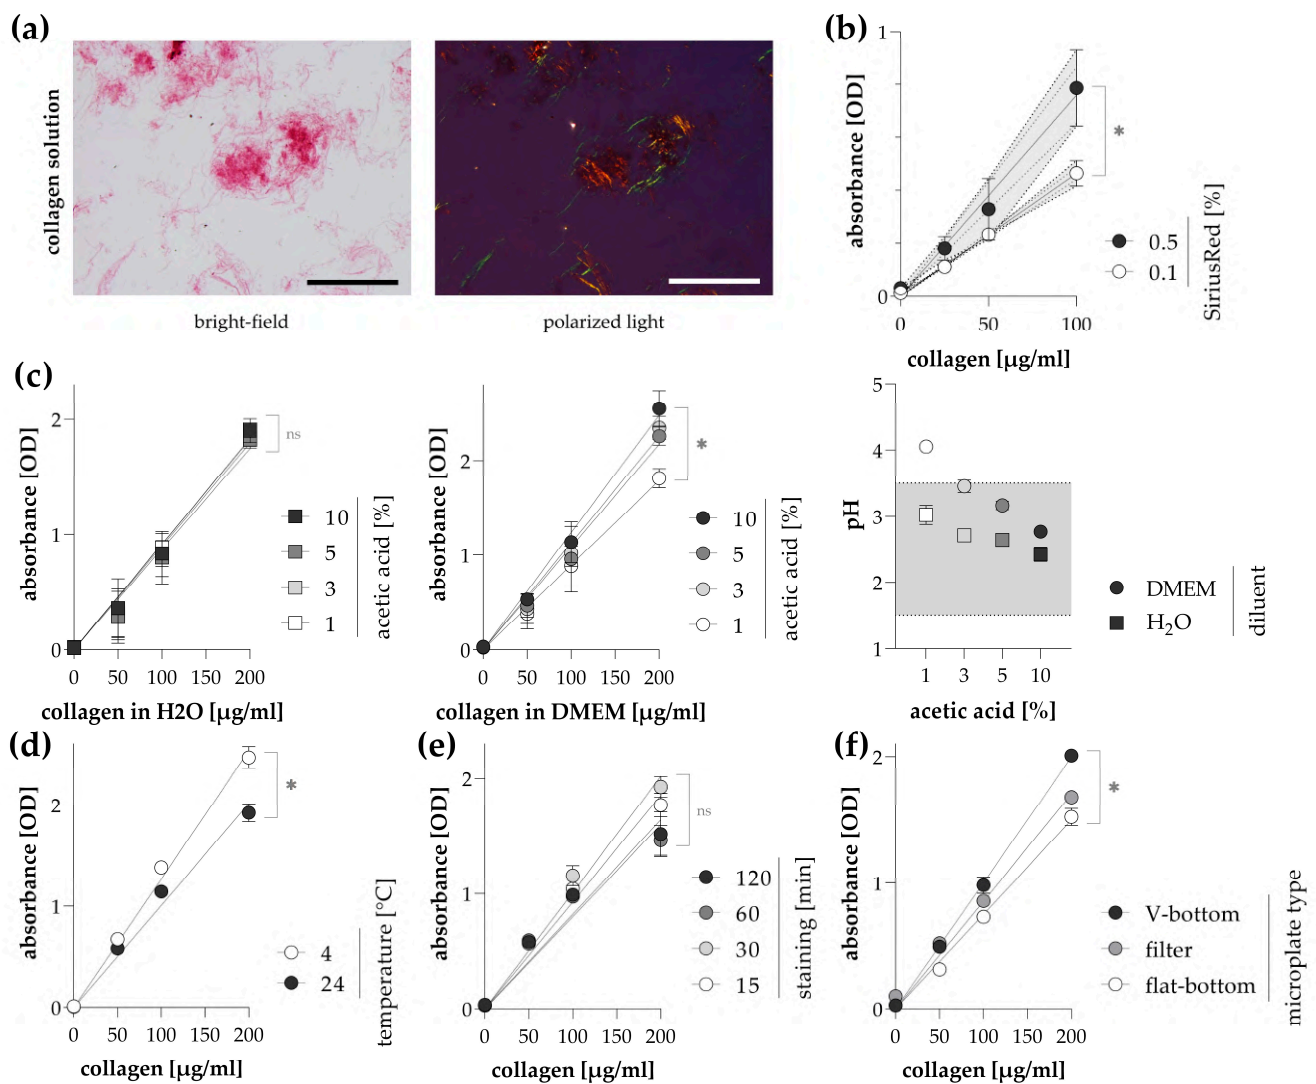 (a)
collagen solution
bright-field
polarized light
(b)
absorbance [OD]
1
0
0
50
100
collagen [µg/ml]
0.5
0.1
SiriusRed [%]
*
(c)
absorbance [OD]
2
1
0
0
50
100
150
200
collagen in H2O [µg/ml]
ns
10
5
3
1
acetic acid [%]
absorbance [OD]
2
1
0
0
50
100
150
200
collagen in DMEM [µg/ml]
*
10
5
3
1
acetic acid [%]
pH
5
4
3
2
1
1
3
5
10
acetic acid [%]
DMEM
H₂O
diluent
(d)
absorbance [OD]
2
1
0
0
50
100
150
200
collagen [µg/ml]
*
4
24
temperature [°C]
(e)
absorbance [OD]
2
1
0
0
50
100
150
200
collagen [µg/ml]
ns
120
60
30
15
staining [min]
(f)
absorbance [OD]
2
1
0
0
50
100
150
200
collagen [µg/ml]
*
V-bottom
filter
flat-bottom
microplate type